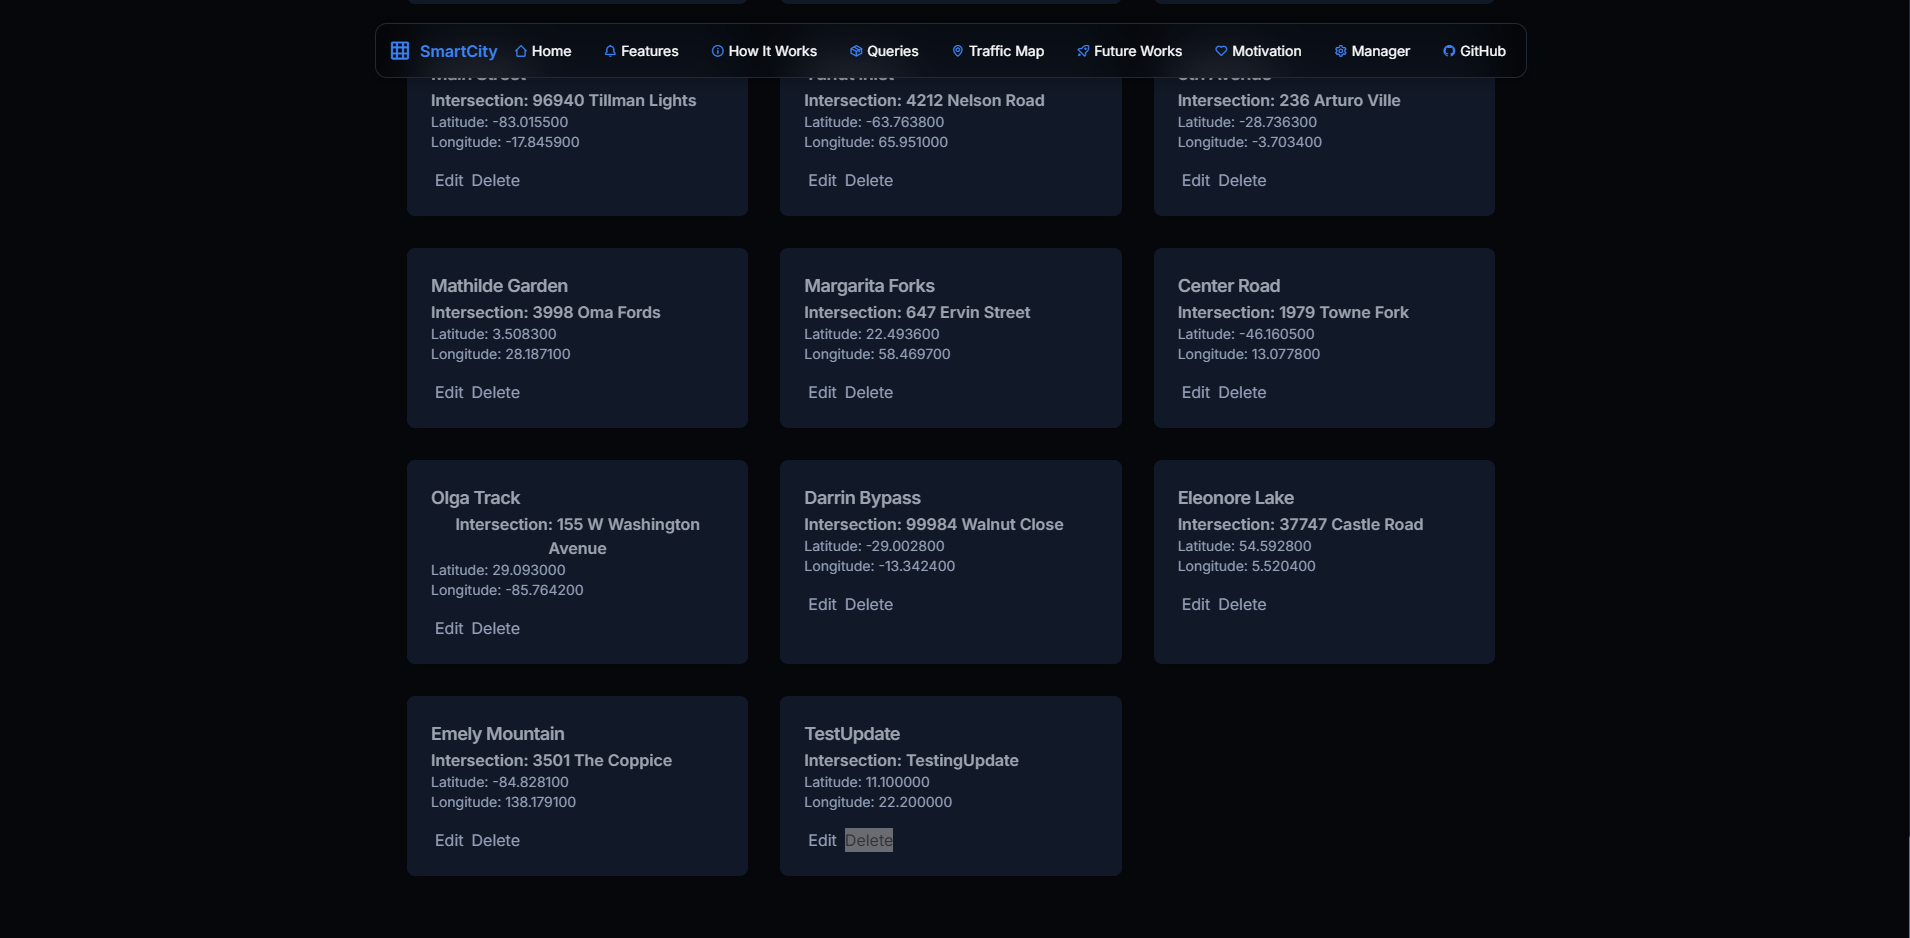 SmartCity Home Features How It Works Queries Traffic Map Future Works Motivation Manager GitHub
Main Street
Intersection: 96940 Tillman Lights
Latitude: -83.015500
Longitude: -17.845900
Edit Delete
Intersection: 4212 Nelson Road
Latitude: -63.763800
Longitude: 65.951000
Edit Delete
Intersection: 236 Arturo Ville
Latitude: -28.736300
Longitude: -3.703400
Edit Delete
Mathilde Garden
Intersection: 3998 Oma Fords
Latitude: 3.508300
Longitude: 28.187100
Edit Delete
Margarita Forks
Intersection: 647 Ervin Street
Latitude: 22.493600
Longitude: 58.469700
Edit Delete
Center Road
Intersection: 1979 Towne Fork
Latitude: -46.160500
Longitude: 13.077800
Edit Delete
Olga Track
Intersection: 155 W Washington
Avenue
Latitude: 29.093000
Longitude: -85.764200
Edit Delete
Darrin Bypass
Intersection: 99984 Walnut Close
Latitude: -29.002800
Longitude: -13.342400
Edit Delete
Eleonore Lake
Intersection: 37747 Castle Road
Latitude: 54.592800
Longitude: 5.520400
Edit Delete
Emely Mountain
Intersection: 3501 The Coppice
Latitude: -84.828100
Longitude: 138.179100
Edit Delete
TestUpdate
Intersection: TestingUpdate
Latitude: 11.100000
Longitude: 22.200000
Edit Delete